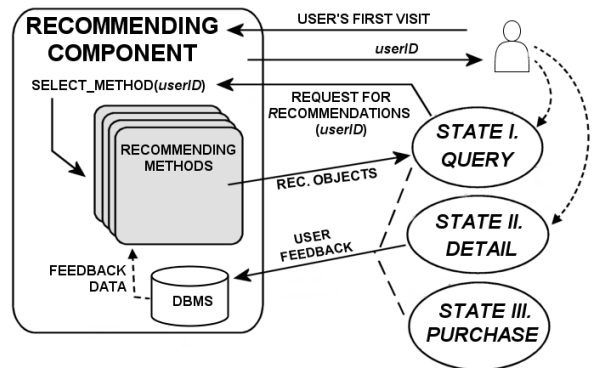 RECOMMENDING
COMPONENT
USER'S FIRST VISIT
userID
SELECT_METHOD(userID)
REQUEST FOR
RECOMMENDATIONS
(userID)
RECOMMENDING
METHODS
REC. OBJECTS
STATE I.
QUERY
STATE II.
DETAIL
USER
FEEDBACK
FEEDBACK
DATA
DBMS
STATE III.
PURCHASE